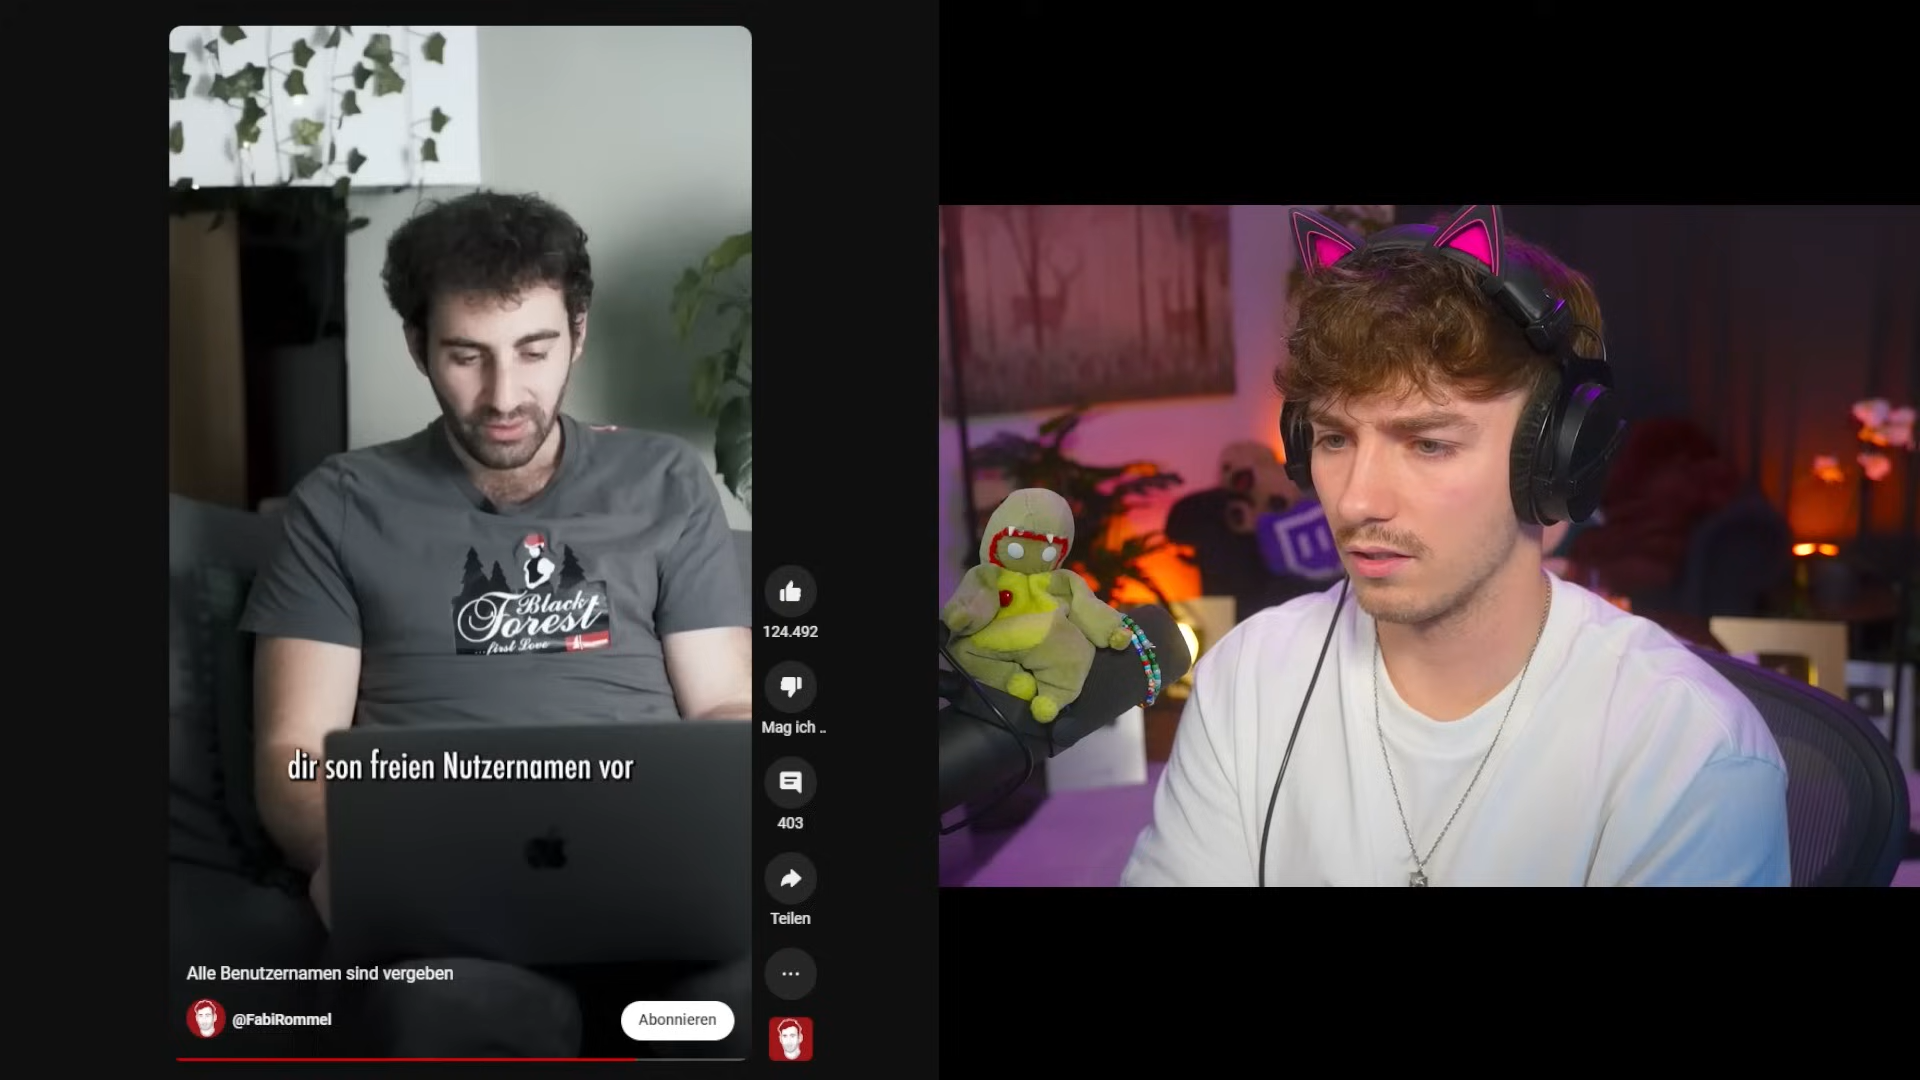 Black
Forest
...first Love
dir son freien Nutzernamen vor
124.492
Mag ich ..
403
Teilen
Alle Benutzernamen sind vergeben
@FabiRommel
Abonnieren